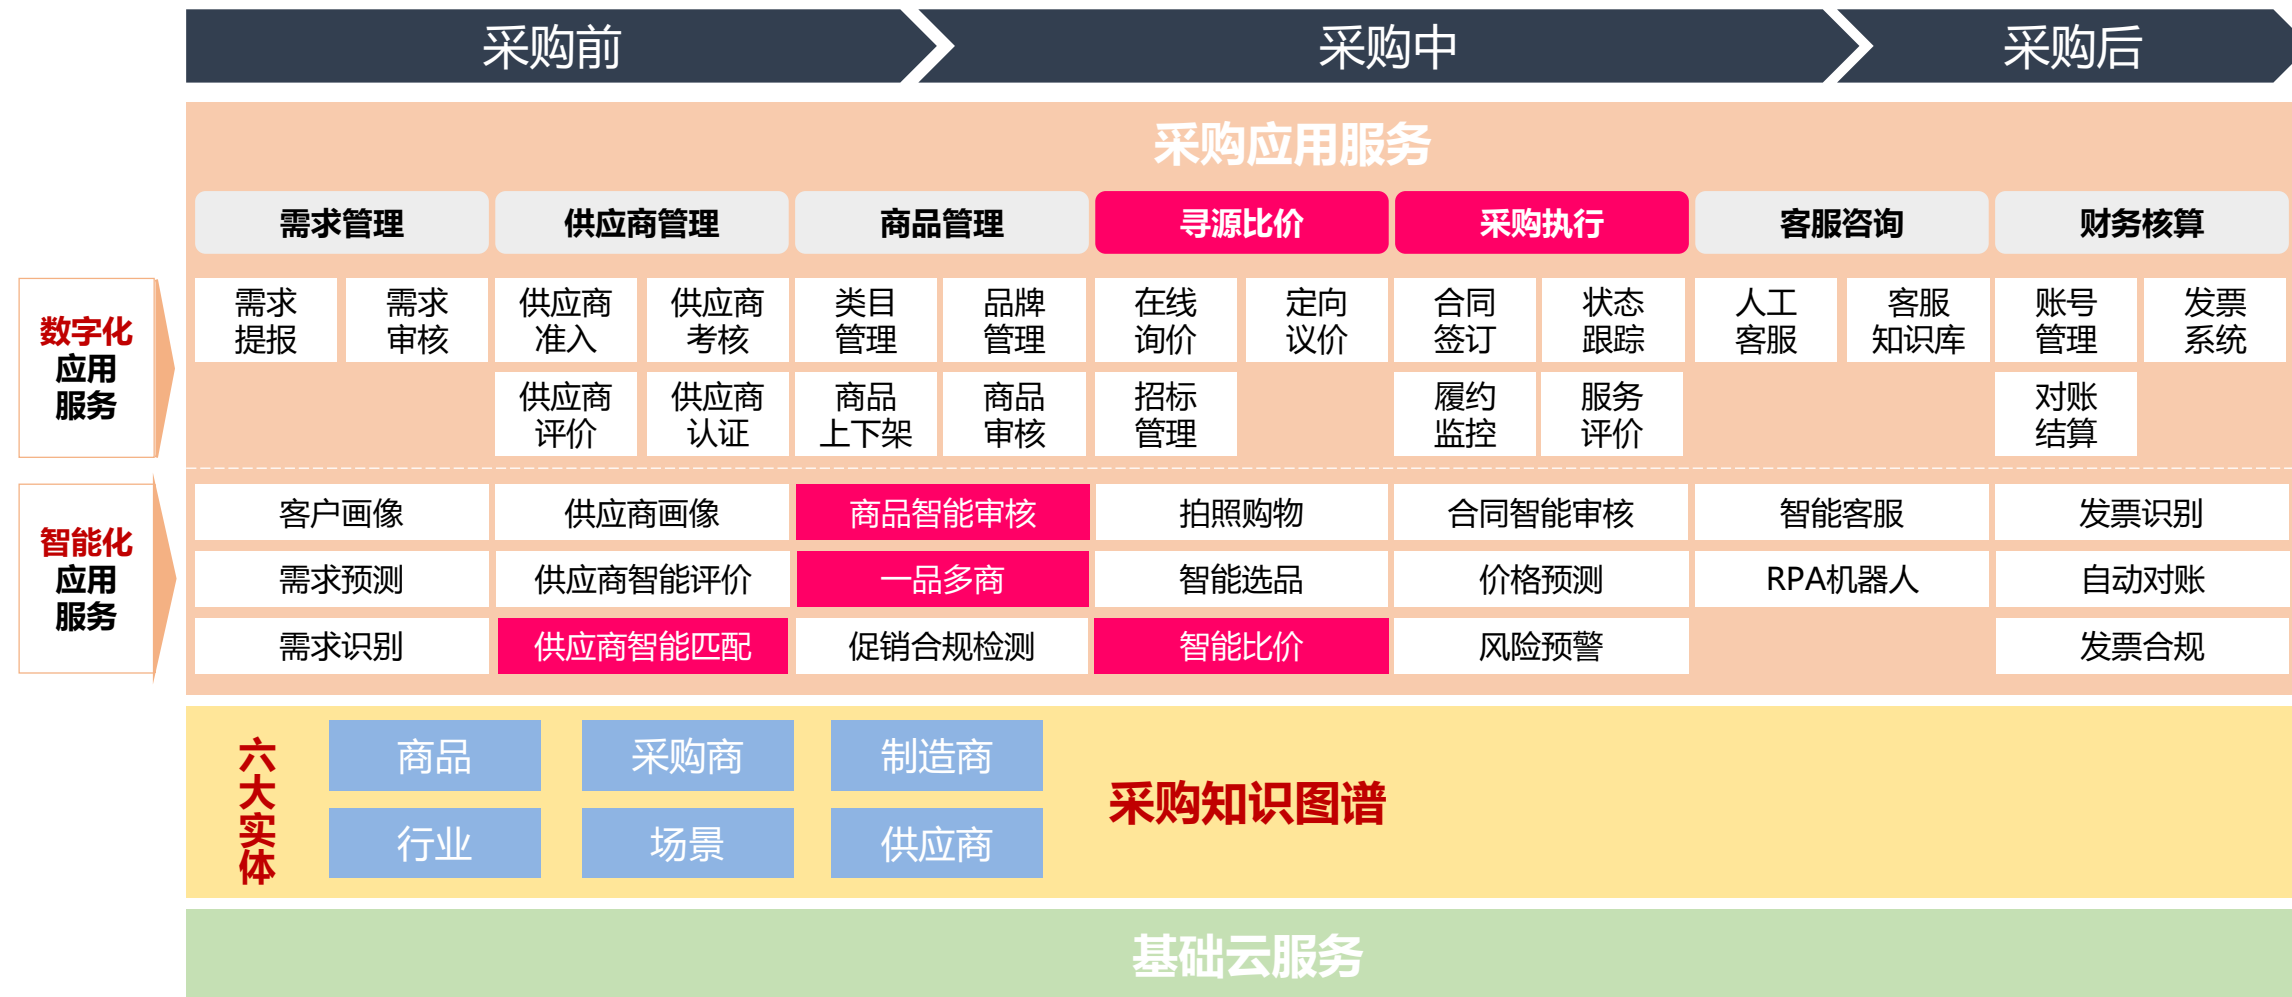 采购前
采购中
采购后
采购应用服务
需求管理
供应商管理
商品管理
寻源比价
采购执行
客服咨询
财务核算
数字化
应用
服务
需求
提报
需求
审核
供应商
准入
供应商
考核
类目
管理
品牌
管理
在线
询价
定向
议价
合同
签订
状态
跟踪
人工
客服
客服
知识库
账号
管理
发票
系统
供应商
评价
供应商
认证
商品
上下架
商品
审核
招标
管理
履约
监控
服务
评价
对账
结算
智能化
应用
服务
客户画像
供应商画像
商品智能审核
拍照购物
合同智能审核
智能客服
发票识别
需求预测
供应商智能评价
一品多商
智能选品
价格预测
RPA机器人
自动对账
需求识别
供应商智能匹配
促销合规检测
智能比价
风险预警
发票合规
六大实体
商品
采购商
制造商
行业
场景
供应商
采购知识图谱
基础云服务